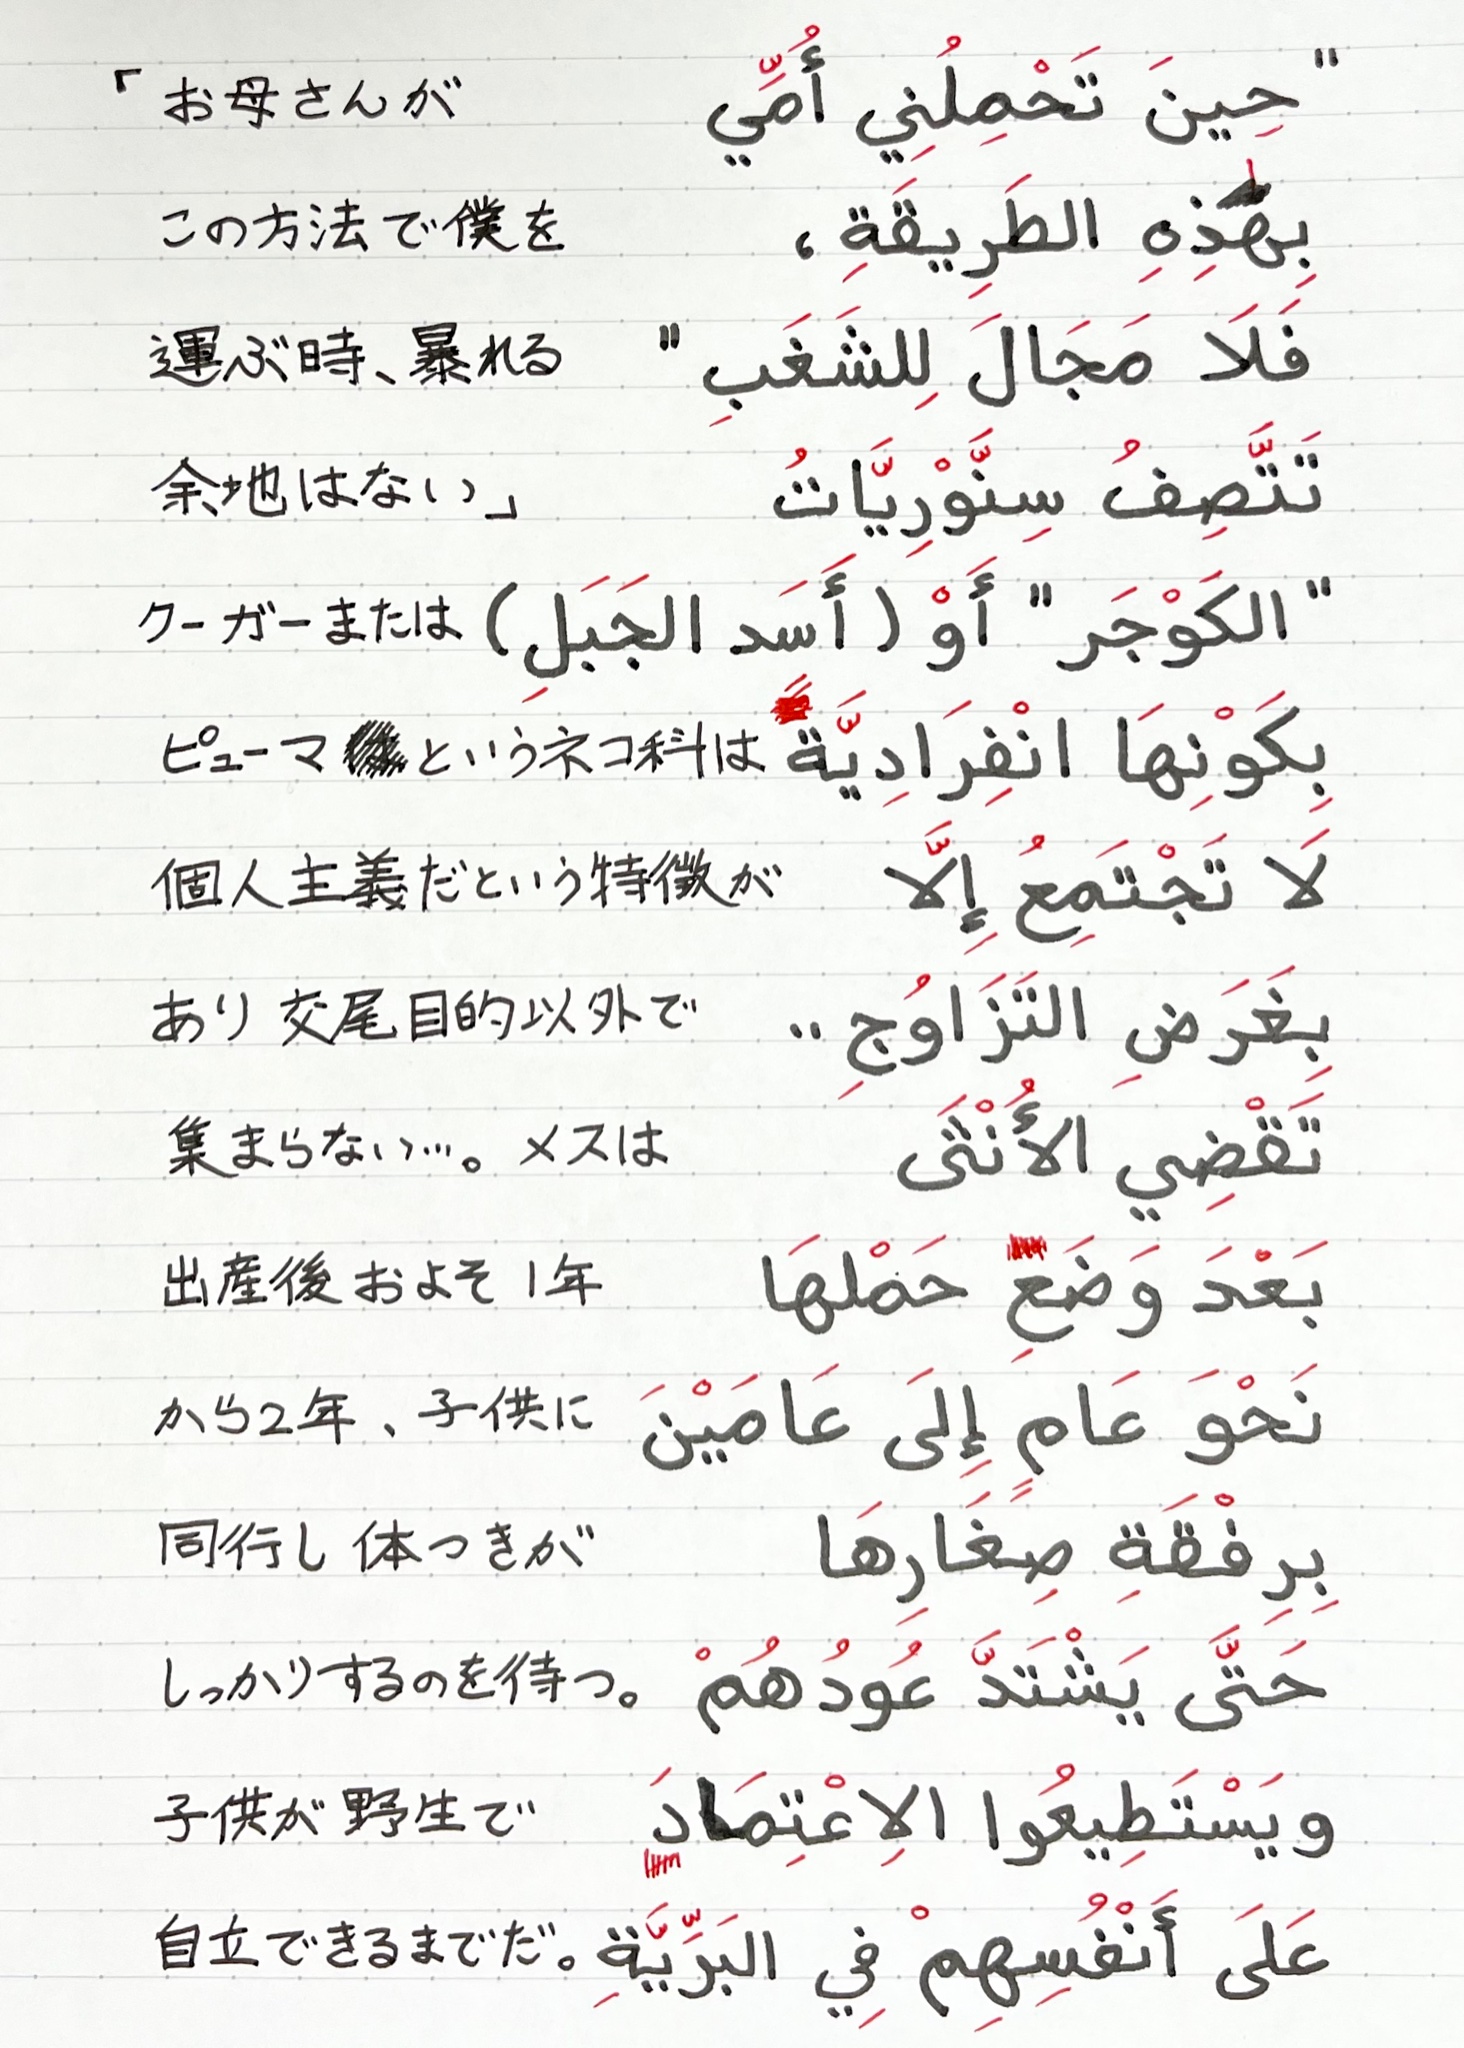 "حِينَ تَحْمِلُنِي أُمِّي
「お母さんが
بِهَذِهِ الطَرِيقَةِ،
この方法で僕を
فَلَا مَجَالَ لِلشَغَبِ"
運ぶ時、暴れる
تَتَّصِفُ سِنَّوْرِيَّاتُ
余地はない」
"الكَوْجَر" أَوْ (أَسَد الجَبَلِ)
クーガーまたは
بِكَوْنِهَا انْفِرَادِيَّةً
ピューマというネコ科は
لَا تَجْتَمِعُ إِلَّا
個人主義だという特徴が
بِغَرَضِ التَزَاوُجِ..
あり交尾目的以外で
تَقْضِي الأُنْثَى
集まらない…。メスは
بَعْدَ وَضَعِ حَمْلهَا
出産後およそ1年
نَحْوَ عَامٍ إِلَى عَامَيْنَ
から2年、子供に
بِرِفْقَةِ صِغَارِهَا
同行し体つきが
حَتَّى يَشْتَدَّ عُودُهُمْ
しっかりするのを待つ。
ويَسْتَطِيعُوا الِاعْتِمَادَ
子供が野生で
عَلَى أَنْفُسِهِمْ فِي البَرِّيَّةِ
自立できるまでだ。